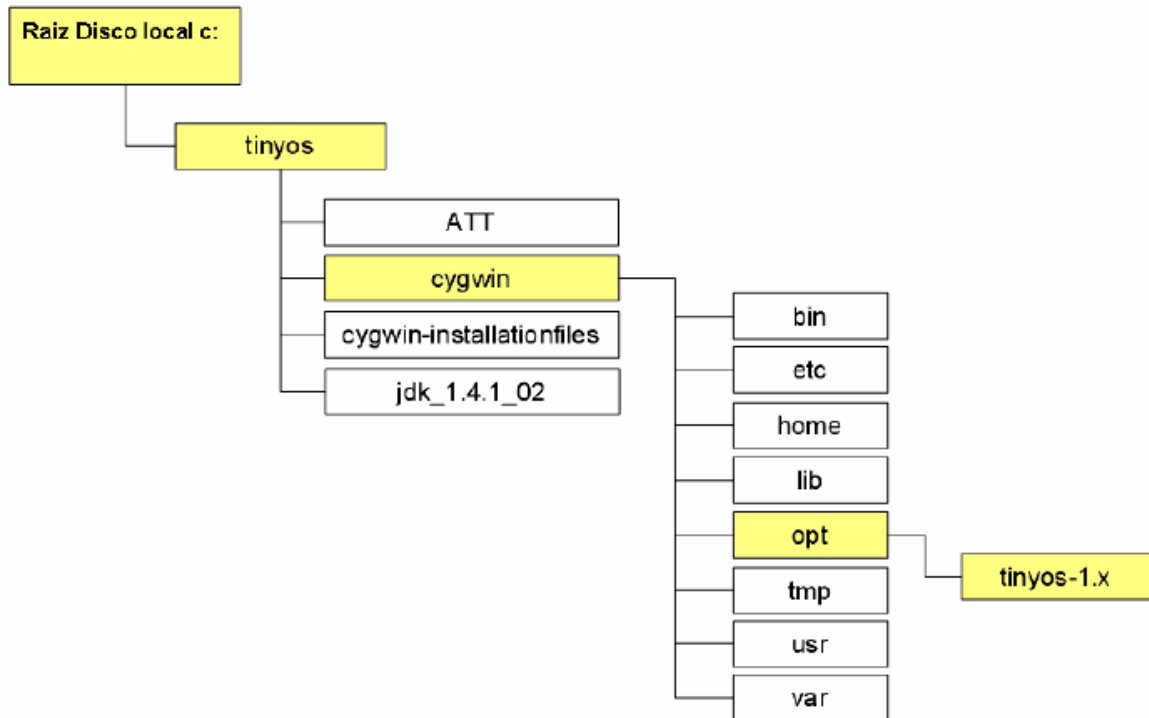 Raiz Disco local c:
tinyos
ATT
cygwin
cygwin-installationfiles
jdk_1.4.1_02
bin
etc
home
lib
opt
tmp
usr
var
tinyos-1.x